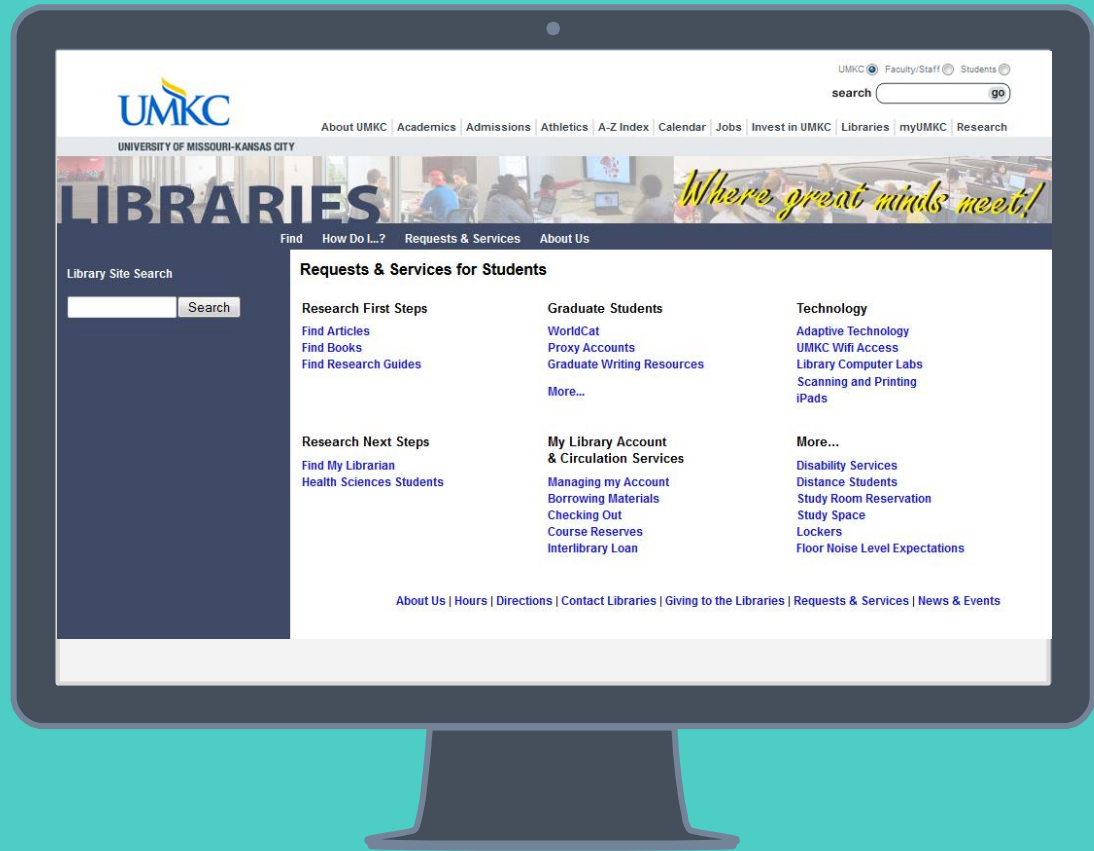 UMKC Faculty/Staff Students
search go
UMKC
About UMKC Academics Admissions Athletics A-Z Index Calendar Jobs Invest in UMKC Libraries myUMKC Research
UNIVERSITY OF MISSOURI-KANSAS CITY
LIBRARIES
Where great minds meet!
Find How Do I...? Requests & Services About Us
Library Site Search
Search
Requests & Services for Students
Research First Steps
Find Articles
Find Books
Find Research Guides
Graduate Students
WorldCat
Proxy Accounts
Graduate Writing Resources
More...
Technology
Adaptive Technology
UMKC Wifi Access
Library Computer Labs
Scanning and Printing
iPads
Research Next Steps
Find My Librarian
Health Sciences Students
My Library Account
& Circulation Services
Managing my Account
Borrowing Materials
Checking Out
Course Reserves
Interlibrary Loan
More...
Disability Services
Distance Students
Study Room Reservation
Study Space
Lockers
Floor Noise Level Expectations
About Us | Hours | Directions | Contact Libraries | Giving to the Libraries | Requests & Services | News & Events